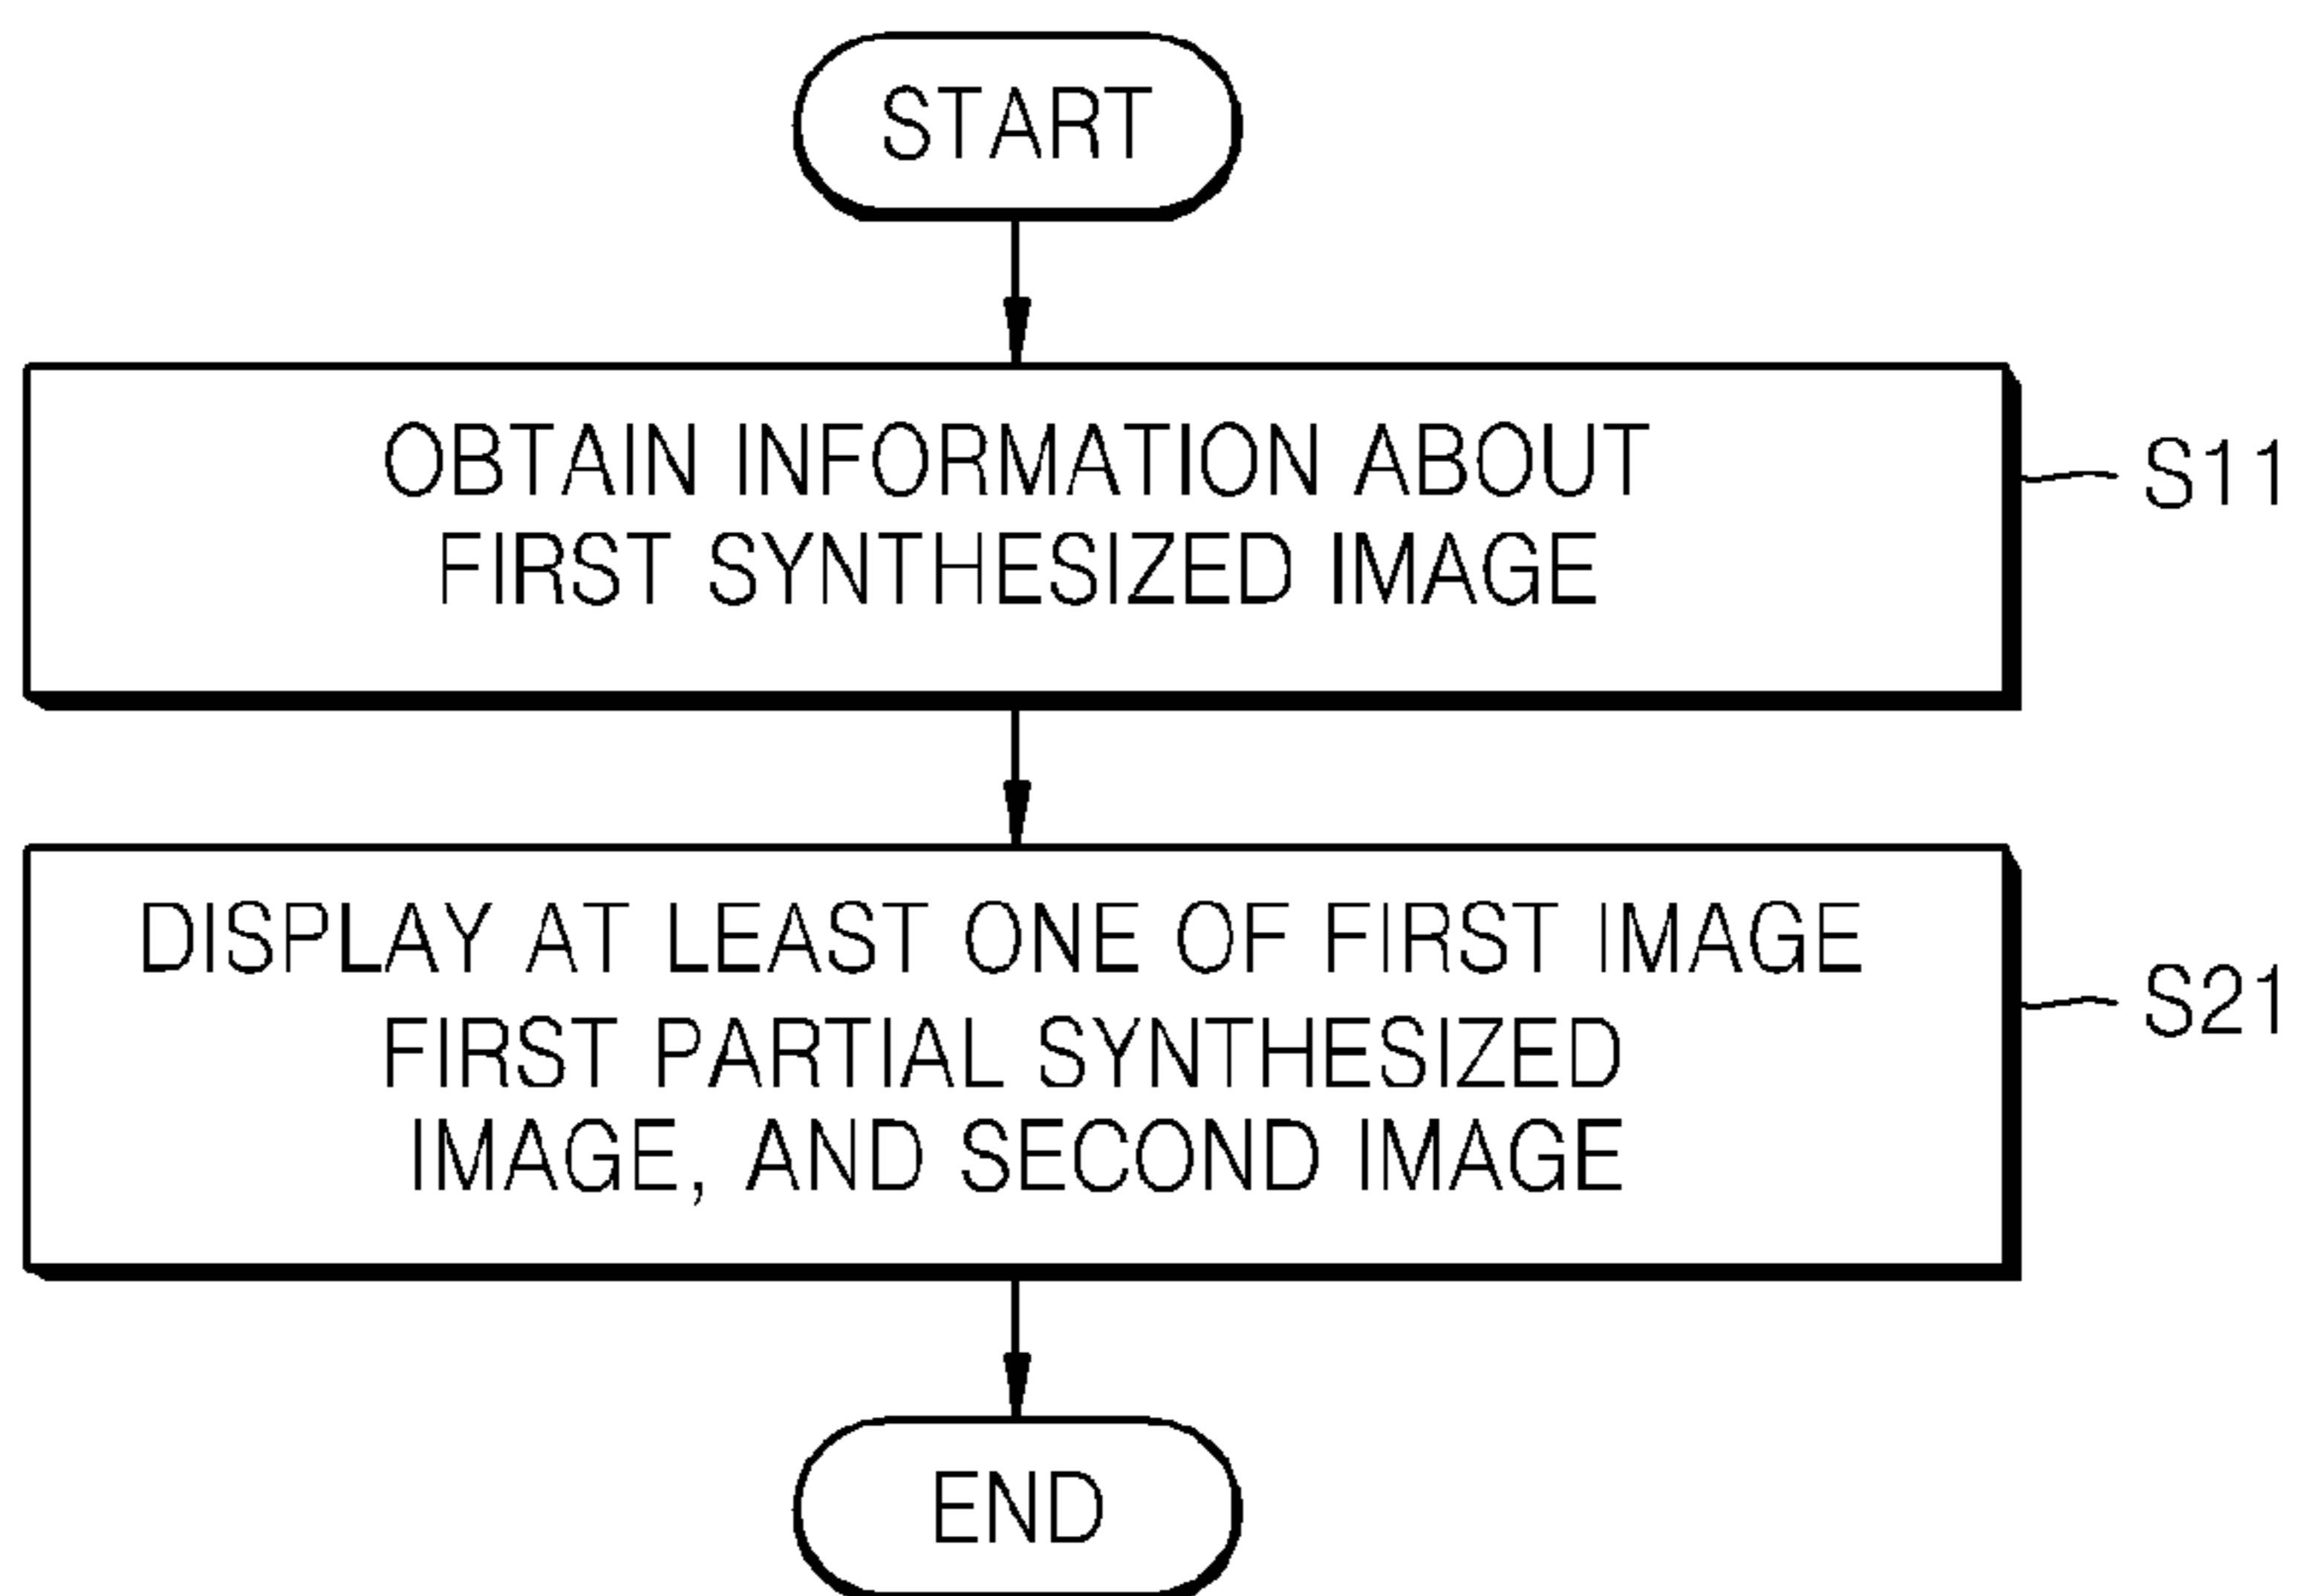 START
OBTAIN INFORMATION ABOUT
FIRST SYNTHESIZED IMAGE
S11
DISPLAY AT LEAST ONE OF FIRST IMAGE
FIRST PARTIAL SYNTHESIZED
IMAGE, AND SECOND IMAGE
S21
END